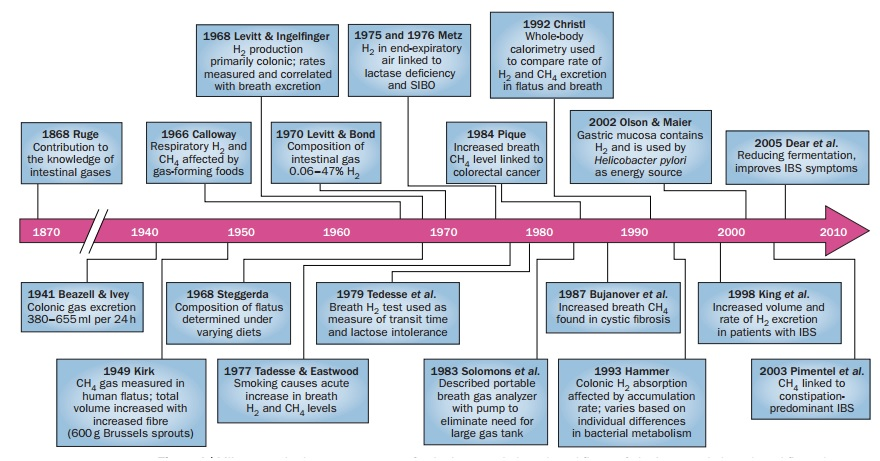 1868 Ruge
Contribution to
the knowledge of
intestinal gases
1966 Calloway
Respiratory H₂ and
CH₄ affected by
gas-forming foods
1968 Levitt & Ingelfinger
H₂ production
primarily colonic; rates
measured and correlated
with breath excretion
1970 Levitt & Bond
Composition of
intestinal gas
0.06–47% H₂
1975 and 1976 Metz
H₂ in end-expiratory
air linked to
lactase deficiency
and SIBO
1984 Pique
Increased breath
CH₄ level linked to
colorectal cancer
1992 Christl
Whole-body
calorimetry used
to compare rate of
H₂ and CH₄ excretion
in flatus and breath
2002 Olson & Maier
Gastric mucosa contains
H₂ and is used by
Helicobacter pylori
as energy source
2005 Dear et al.
Reducing fermentation,
improves IBS symptoms
1870 1940 1950 1960 1970 1980 1990 2000 2010
1941 Beazell & Ivey
Colonic gas excretion
380–655 ml per 24 h
1949 Kirk
CH₄ gas measured in
human flatus; total
volume increased with
increased fibre
(600 g Brussels sprouts)
1968 Steggerda
Composition of flatus
determined under
varying diets
1977 Tadesse & Eastwood
Smoking causes acute
increase in breath
H₂ and CH₄ levels
1979 Tedesse et al.
Breath H₂ test used as
measure of transit time
and lactose intolerance
1983 Solomons et al.
Described portable
breath gas analyzer
with pump to
eliminate need for
large gas tank
1987 Bujanover et al.
Increased breath CH₄
found in cystic fibrosis
1993 Hammer
Colonic H₂ absorption
affected by accumulation
rate; varies based on
individual differences
in bacterial metabolism
1998 King et al.
Increased volume and
rate of H₂ excretion
in patients with IBS
2003 Pimentel et al.
CH₄ linked to
constipation-
predominant IBS